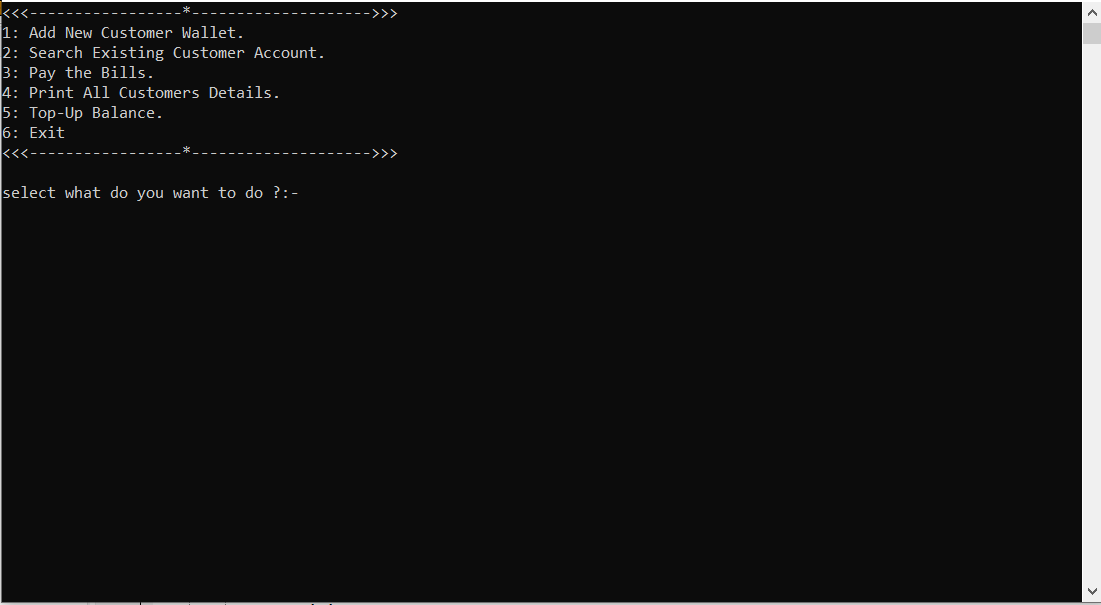 <<<-----------------*-------------------->>>
1: Add New Customer Wallet.
2: Search Existing Customer Account.
3: Pay the Bills.
4: Print All Customers Details.
5: Top-Up Balance.
6: Exit
<<<-----------------*-------------------->>>
select what do you want to do ?:-